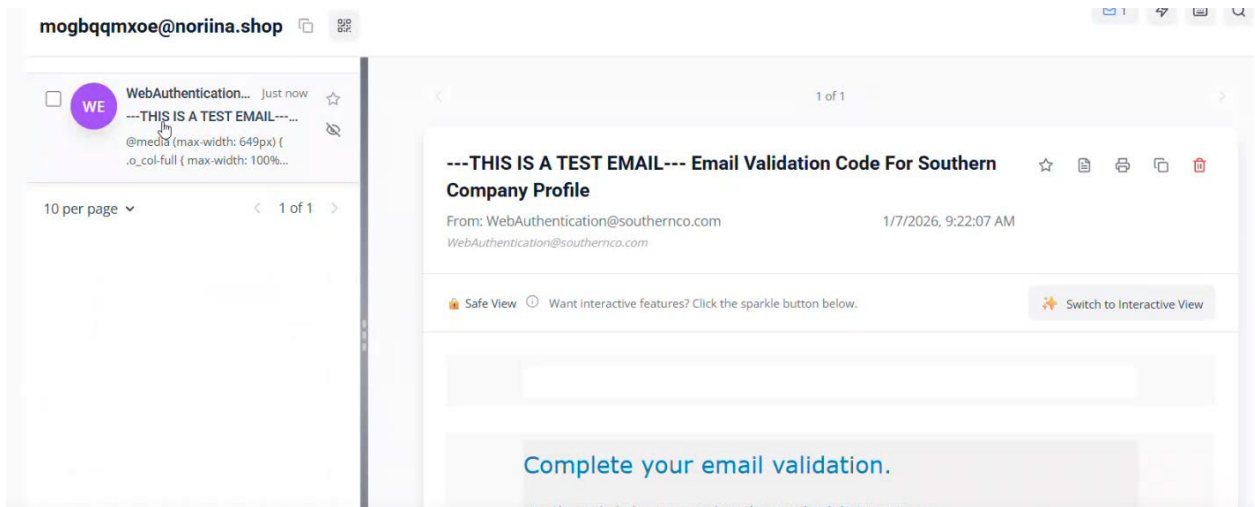 mogbqqmxoe@noriina.shop
1
WE
WebAuthentication... Just now
---THIS IS A TEST EMAIL---...
@media (max-width: 649px) {
.o_col-full { max-width: 100%...
10 per page
1 of 1
1 of 1
---THIS IS A TEST EMAIL--- Email Validation Code For Southern
Company Profile
From: WebAuthentication@southernco.com 1/7/2026, 9:22:07 AM
WebAuthentication@southernco.com
Safe View Want interactive features? Click the sparkle button below.
Switch to Interactive View
Complete your email validation.